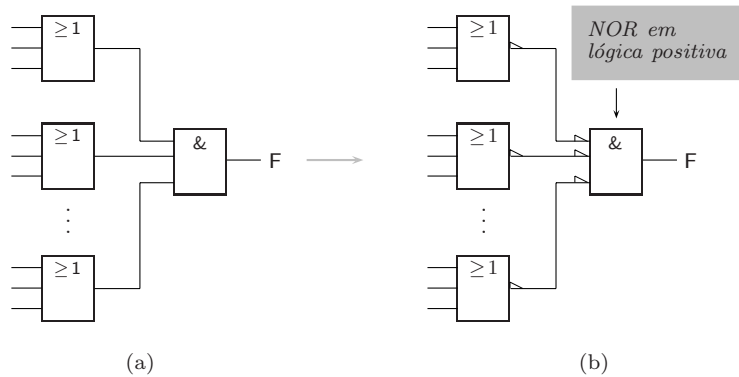 ≥1
≥1
NOR em
lógica positiva
&
F
&
F
≥1
≥1
⋮
⋮
≥1
≥1
(a)
(b)